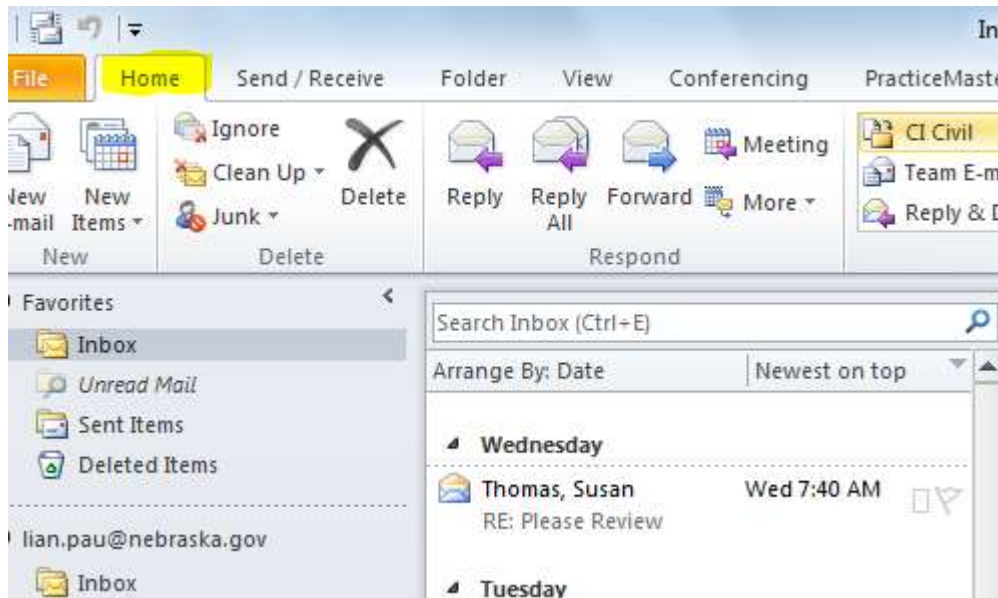 In
File Home Send / Receive Folder View Conferencing PracticeMaste
New -mail
New Items
New
Ignore
Clean Up
Junk
Delete
Delete
Reply
Reply All
Forward
Meeting
More
Respond
CI Civil
Team E-m
Reply & D
Favorites
Inbox
Unread Mail
Sent Items
Deleted Items
lian.pau@nebraska.gov
Inbox
Search Inbox (Ctrl+E)
Arrange By: Date Newest on top
Wednesday
Thomas, Susan Wed 7:40 AM
RE: Please Review
Tuesday